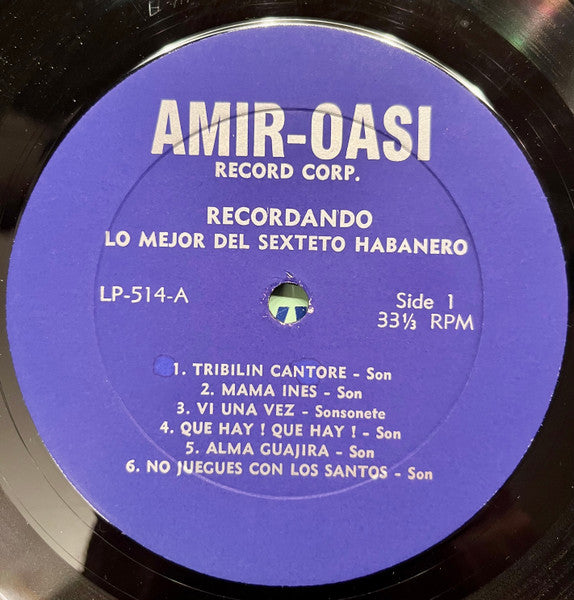 AMIR-OASI
RECORD CORP.
RECORDANDO
LO MEJOR DEL SEXTETO HABANERO
LP-514-A
Side 1
33⅓ RPM
1. TRIBILIN CANTORE - Son
2. MAMA INES - Son
3. VI UNA VEZ - Sonsonete
4. QUE HAY ! QUE HAY ! - Son
5. ALMA GUAJIRA - Son
6. NO JUEGUES CON LOS SANTOS - Son